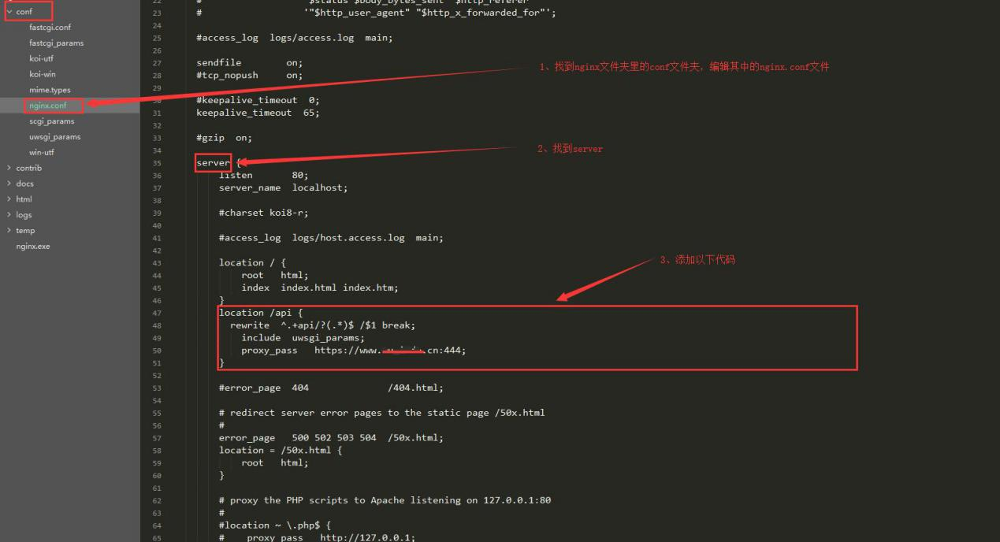 conf
fastcgi.conf
fastcgi_params
koi-utf
koi-win
mime.types
nginx.conf
scgi_params
uwsgi_params
win-utf
contrib
docs
html
logs
temp
nginx.exe
22 # '$status $body_bytes_sent "$http_referer"
23 # '"$http_user_agent" "$http_x_forwarded_for"';
24
25 #access_log logs/access.log main;
26
27 sendfile on;
28 #tcp_nopush on;
29
30 #keepalive_timeout 0;
31 keepalive_timeout 65;
32
33 #gzip on;
34
35 server {
36 listen 80;
37 server_name localhost;
38
39 #charset koi8-r;
40
41 #access_log logs/host.access.log main;
42
43 location / {
44 root html;
45 index index.html index.htm;
46 }
47 location /api {
48 rewrite ^.+api/?(.*)$ /$1 break;
49 include uwsgi_params;
50 proxy_pass https://www. .cn:444;
51 }
52
53 #error_page 404 /404.html;
54
55 # redirect server error pages to the static page /50x.html
56 #
57 error_page 500 502 503 504 /50x.html;
58 location = /50x.html {
59 root html;
60 }
61
62 # proxy the PHP scripts to Apache listening on 127.0.0.1:80
63 #
64 #location ~ \.php$ {
65 # proxy_pass http://127.0.0.1;
1、找到nginx文件夹里的conf文件夹，编辑其中的nginx.conf文件
2、找到server
3、添加以下代码